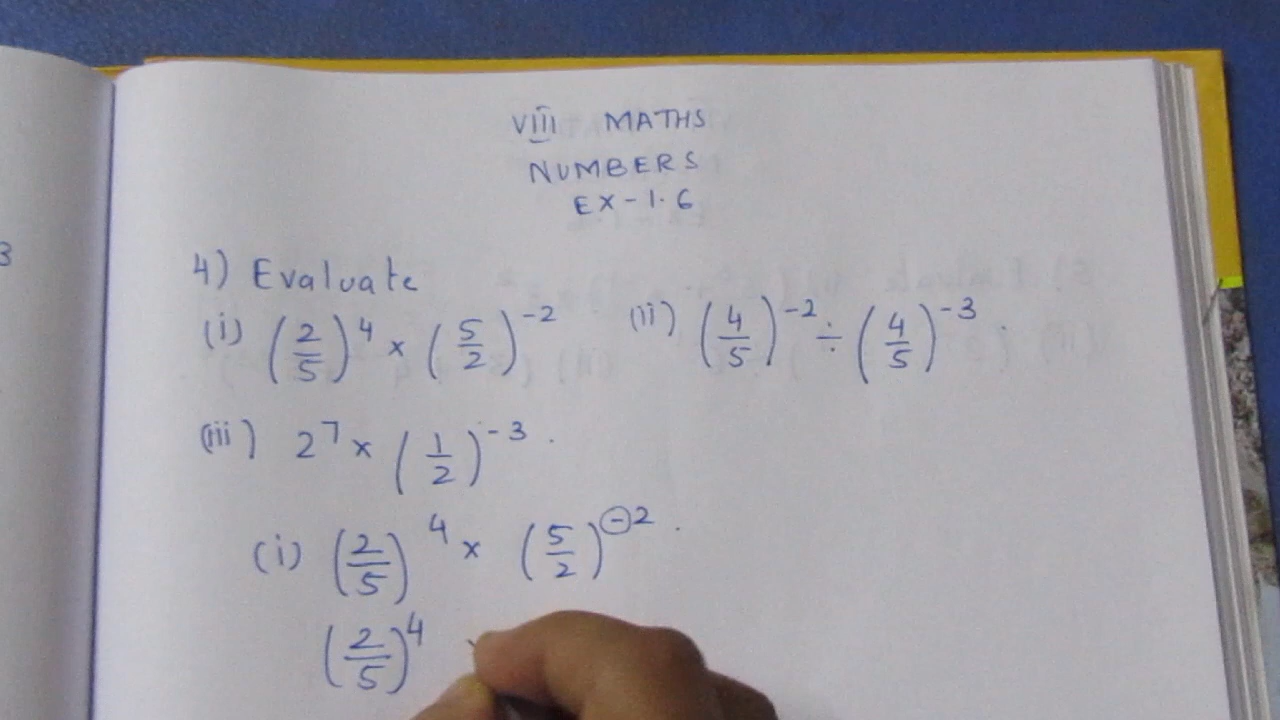 VIII MATHS
NUMBERS
EX-1.6
3
4) Evaluate
(i) (2/5)^4 × (5/2)^-2 (ii) (4/5)^-2 ÷ (4/5)^-3.
(iii) 2^7 × (1/2)^-3.
(i) (2/5)^4 × (5/2)^-2.
(2/5)^4